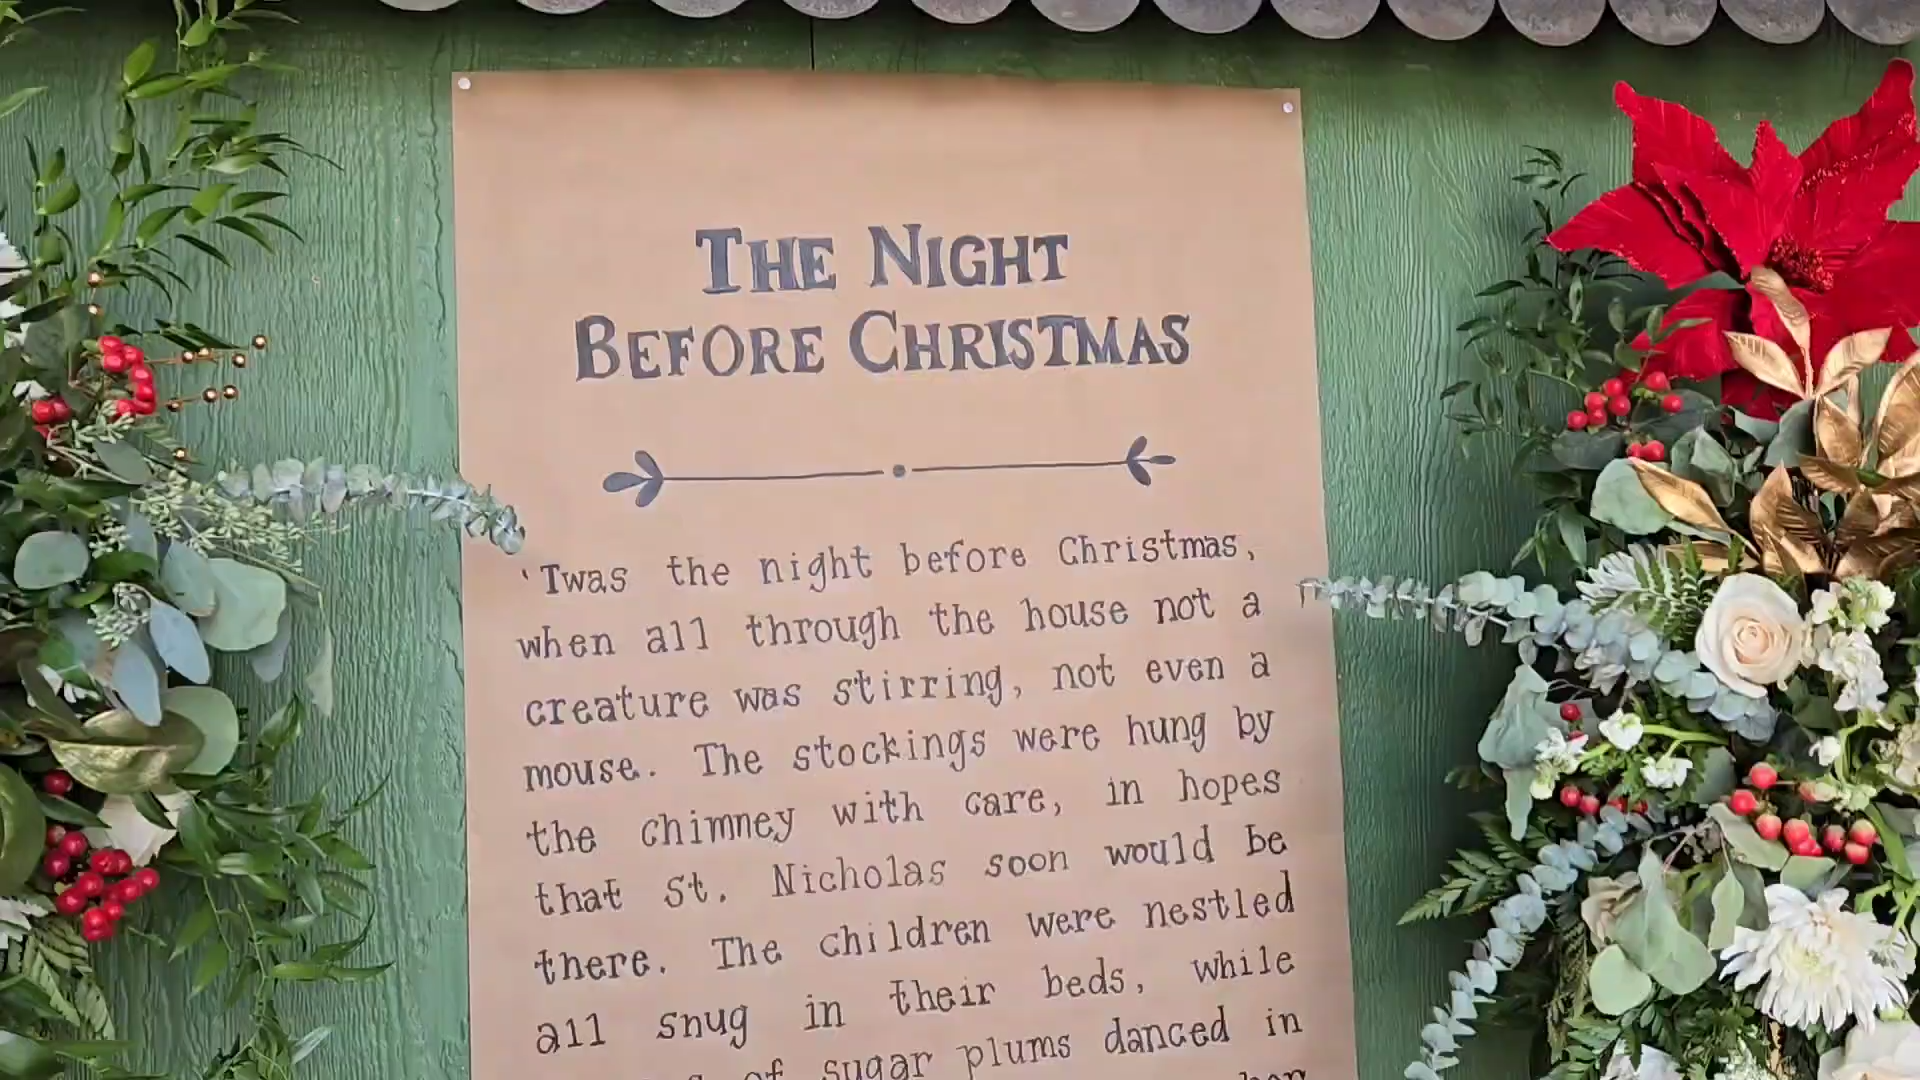 THE NIGHT
BEFORE CHRISTMAS
'Twas the night before Christmas,
when all through the house not a
creature was stirring, not even a
mouse. The stockings were hung by
the chimney with care, in hopes
that St. Nicholas soon would be
there. The children were nestled
all snug in their beds, while
of sugar plums danced in